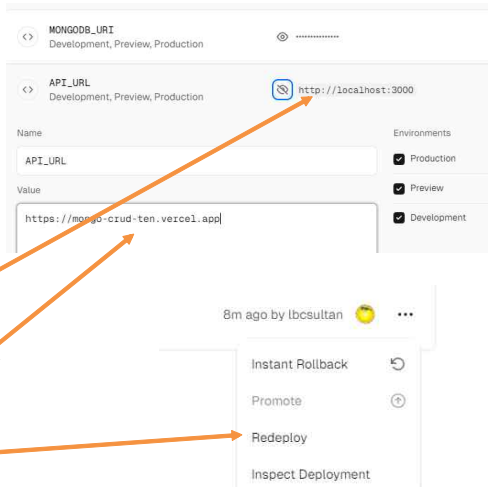 MONGODB_URI
Development, Preview, Production
•••••••••••••••
API_URL
Development, Preview, Production
http://localhost:3000
Name
Environments
API_URL
Production
Value
Preview
https://mongo-crud-ten.vercel.app
Development
8m ago by lbcsultan
Instant Rollback
Promote
Redeploy
Inspect Deployment